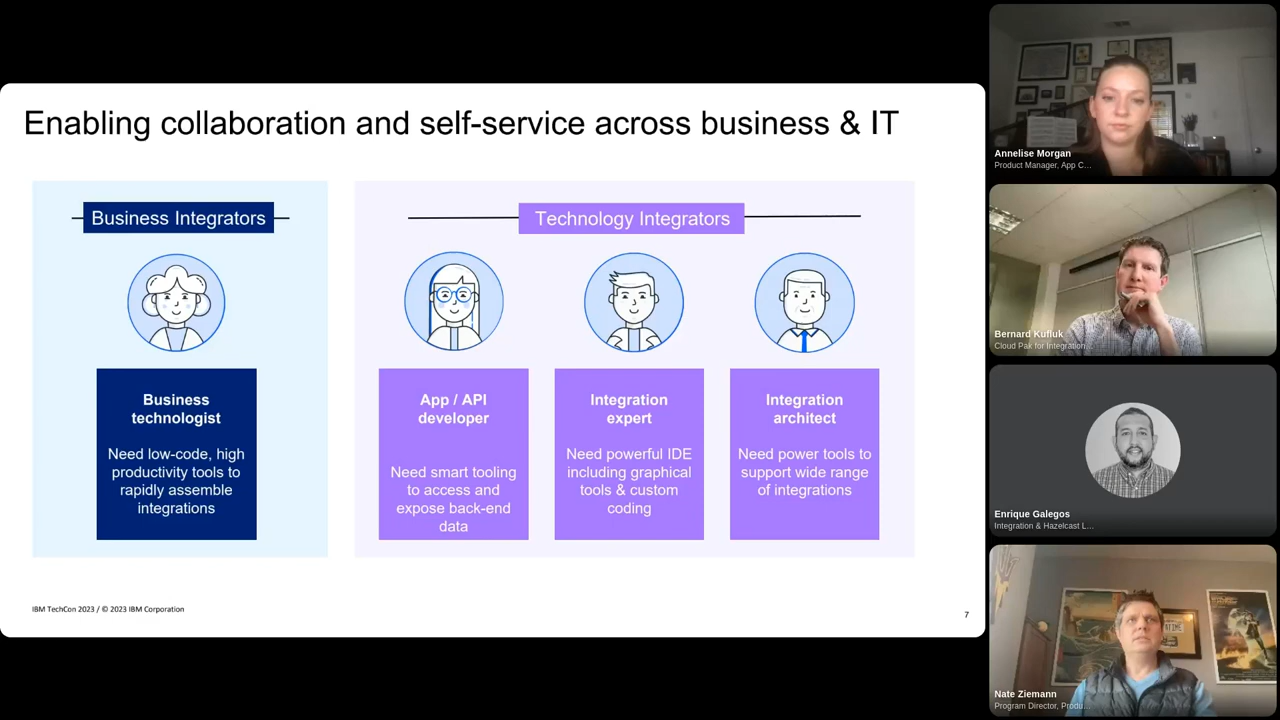 Enabling collaboration and self-service across business & IT
Business Integrators
Business
technologist
Need low-code, high
productivity tools to
rapidly assemble
integrations
Technology Integrators
App / API
developer
Need smart tooling
to access and
expose back-end
data
Integration
expert
Need powerful IDE
including graphical
tools & custom
coding
Integration
architect
Need power tools to
support wide range
of integrations
IBM TechCon 2023 / © 2023 IBM Corporation
7
Annelise Morgan
Product Manager, App C...
Bernard Kufluk
Cloud Pak for Integration...
Enrique Galegos
Integration & Hazelcast L...
Nate Ziemann
Program Director, Produ...